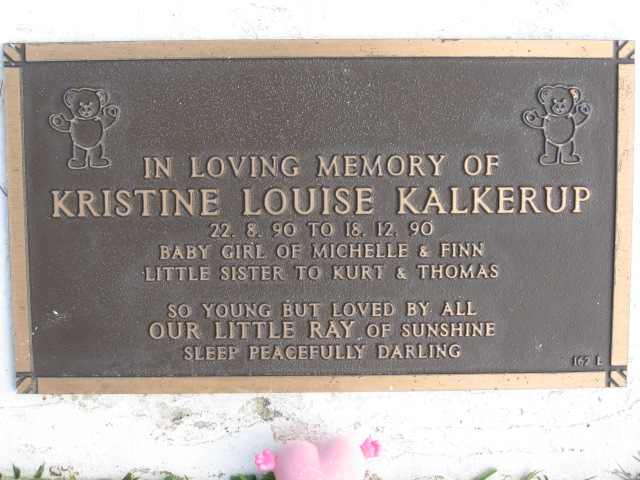 IN LOVING MEMORY OF
KRISTINE LOUISE KALKERUP
22. 8. 90 TO 18. 12. 90
BABY GIRL OF MICHELLE & FINN
LITTLE SISTER TO KURT & THOMAS
SO YOUNG BUT LOVED BY ALL
OUR LITTLE RAY OF SUNSHINE
SLEEP PEACEFULLY DARLING
167 L